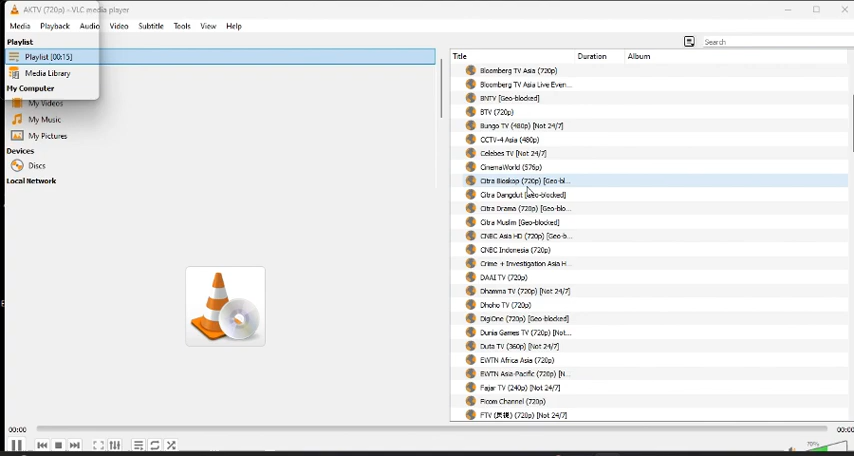 AKTV (720p) - VLC media player
Media Playback Audio Video Subtitle Tools View Help
Playlist
Playlist [00:15]
Media Library
My Computer
My Videos
My Music
My Pictures
Devices
Discs
Local Network
Search
Title Duration Album
Bloomberg TV Asia (720p)
Bloomberg TV Asia Live Even...
BNTV [Geo-blocked]
BTV (720p)
Bungo TV (480p) [Not 24/7]
CCTV-4 Asia (480p)
Celebes TV [Not 24/7]
CinemaWorld (576p)
Citra Bioskop (720p) [Geo-bl...
Citra Dangdut [Geo-blocked]
Citra Drama (720p) [Geo-blo...
Citra Muslim [Geo-blocked]
CNBC Asia HD (720p) [Geo-b...
CNBC Indonesia (720p)
Crime + Investigation Asia H...
DAAI TV (720p)
Dhamma TV (720p) [Not 24/7]
Dhoho TV (720p)
DigiOne (720p) [Geo-blocked]
Dunia Games TV (720p) [Not...
Duta TV (360p) [Not 24/7]
EWTN Africa Asia (720p)
EWTN Asia-Pacific (720p) [N...
Fajar TV (240p) [Not 24/7]
Ficom Channel (720p)
FTV (720p) [Not 24/7]
00:00
00:00
70%